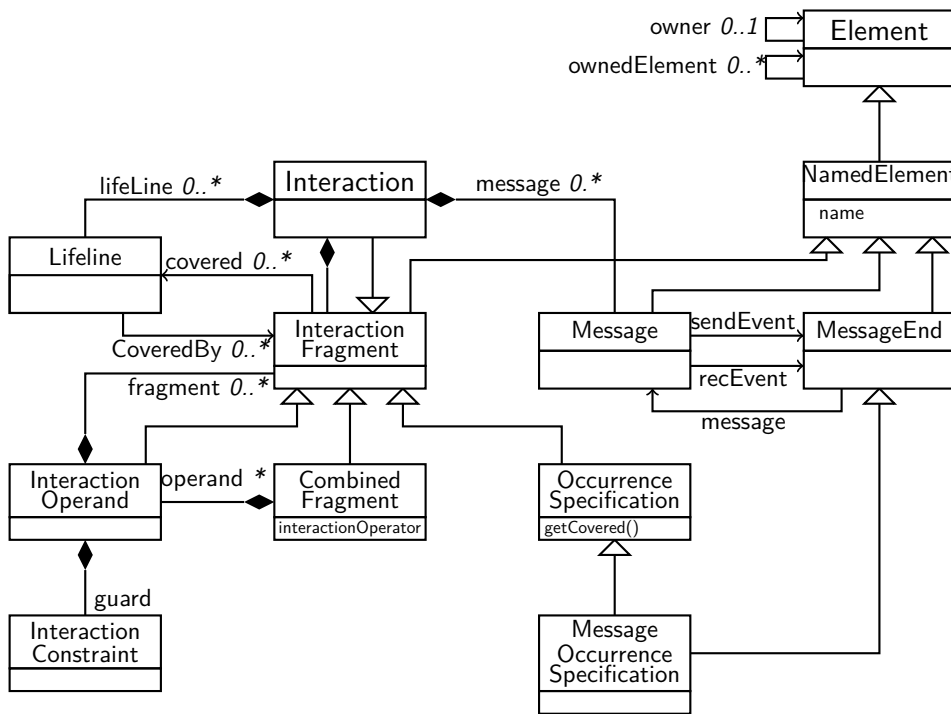 owner 0..1
Element
ownedElement 0..*
lifeLine 0..*
Interaction
message 0.*
NamedElement
name
Lifeline
covered 0..*
CoveredBy 0..*
Interaction
Fragment
Message
sendEvent
MessageEnd
recEvent
fragment 0..*
message
Interaction
Operand
operand *
Combined
Fragment
interactionOperator
Occurrence
Specification
getCovered()
guard
Interaction
Constraint
Message
Occurrence
Specification